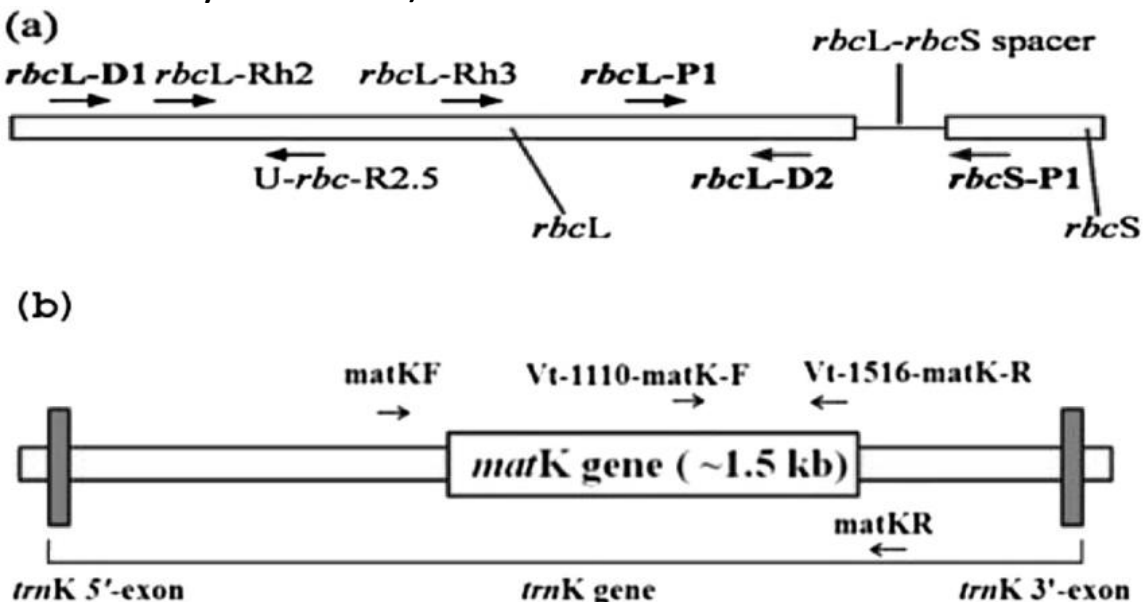 (a)
rbcL-rbcS spacer
rbcL-D1 rbcL-Rh2 rbcL-Rh3 rbcL-P1
U-rbc-R2.5 rbcL-D2 rbcS-P1
rbcL rbcS
(b)
matKF Vt-1110-matK-F Vt-1516-matK-R
matK gene ( ~1.5 kb)
matKR
trnK 5'-exon trnK gene trnK 3'-exon